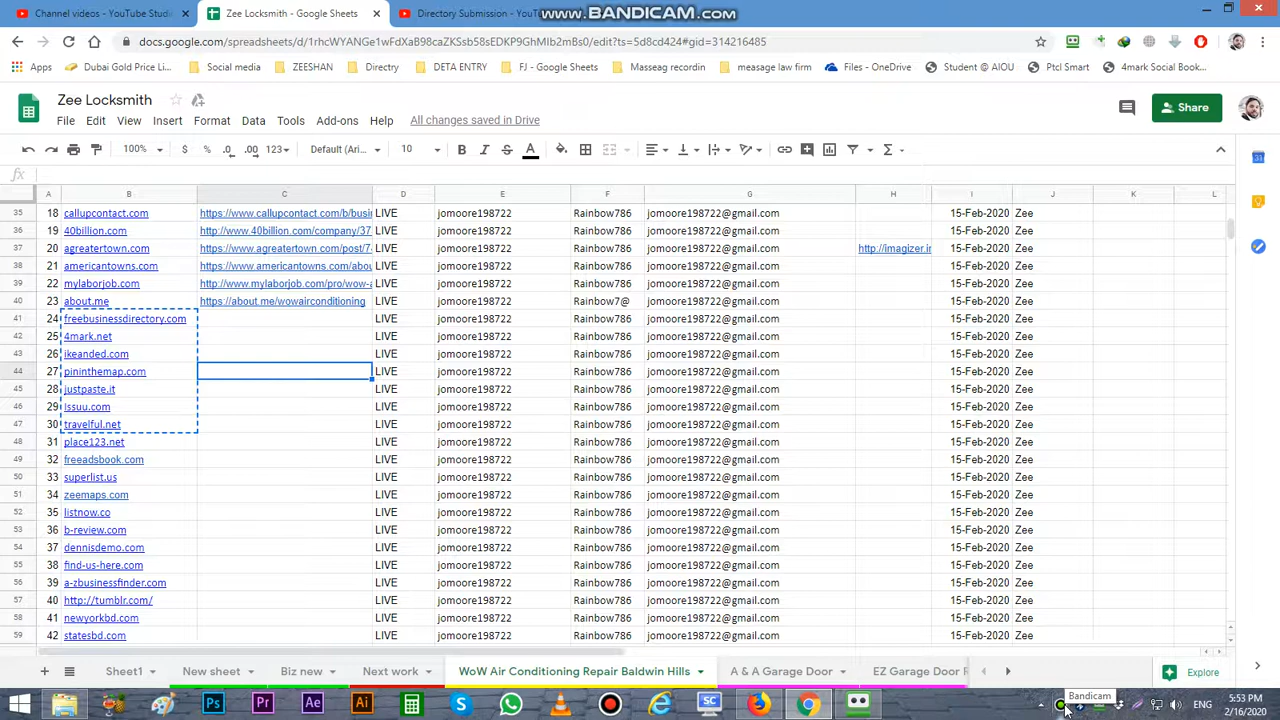 Channel videos - YouTube Studio
Zee Locksmith - Google Sheets
Directory Submission - YouTube
www.BANDICAM.com
docs.google.com/spreadsheets/d/1rhcWYANGe1wFdXaB98caZKSsb58sEDKP9GhMIb2mBs0/edit?ts=5d8cd424#gid=314216485
Apps Dubai Gold Price Li... Social media ZEESHAN Directry DETA ENTRY FJ - Google Sheets Masseag recordin measage law firm Files - OneDrive Student @ AIOU Ptcl Smart 4mark Social Book...
Zee Locksmith
File Edit View Insert Format Data Tools Add-ons Help All changes saved in Drive
Share
100% $ % .0 .00 123 Default (Ari... 10 B I S A
fx
A B C D E F G H I J K L
35 18 callupcontact.com https://www.callupcontact.com/b/busi LIVE jomoore198722 Rainbow786 jomoore198722@gmail.com 15-Feb-2020 Zee
36 19 40billion.com http://www.40billion.com/company/37 LIVE jomoore198722 Rainbow786 jomoore198722@gmail.com 15-Feb-2020 Zee
37 20 agreatertown.com https://www.agreatertown.com/post/7 LIVE jomoore198722 Rainbow786 jomoore198722@gmail.com http://imagizer.ir 15-Feb-2020 Zee
38 21 americantowns.com https://www.americantowns.com/abou LIVE jomoore198722 Rainbow786 jomoore198722@gmail.com 15-Feb-2020 Zee
39 22 mylaborjob.com http://www.mylaborjob.com/pro/wow-a LIVE jomoore198722 Rainbow786 jomoore198722@gmail.com 15-Feb-2020 Zee
40 23 about.me https://about.me/wowairconditioning LIVE jomoore198722 Rainbow7@ jomoore198722@gmail.com 15-Feb-2020 Zee
41 24 freebusinessdirectory.com LIVE jomoore198722 Rainbow786 jomoore198722@gmail.com 15-Feb-2020 Zee
42 25 4mark.net LIVE jomoore198722 Rainbow786 jomoore198722@gmail.com 15-Feb-2020 Zee
43 26 ikeanded.com LIVE jomoore198722 Rainbow786 jomoore198722@gmail.com 15-Feb-2020 Zee
44 27 pininthemap.com LIVE jomoore198722 Rainbow786 jomoore198722@gmail.com 15-Feb-2020 Zee
45 28 justpaste.it LIVE jomoore198722 Rainbow786 jomoore198722@gmail.com 15-Feb-2020 Zee
46 29 issuu.com LIVE jomoore198722 Rainbow786 jomoore198722@gmail.com 15-Feb-2020 Zee
47 30 travelful.net LIVE jomoore198722 Rainbow786 jomoore198722@gmail.com 15-Feb-2020 Zee
48 31 place123.net LIVE jomoore198722 Rainbow786 jomoore198722@gmail.com 15-Feb-2020 Zee
49 32 freeadsbook.com LIVE jomoore198722 Rainbow786 jomoore198722@gmail.com 15-Feb-2020 Zee
50 33 superlist.us LIVE jomoore198722 Rainbow786 jomoore198722@gmail.com 15-Feb-2020 Zee
51 34 zeemaps.com LIVE jomoore198722 Rainbow786 jomoore198722@gmail.com 15-Feb-2020 Zee
52 35 listnow.co LIVE jomoore198722 Rainbow786 jomoore198722@gmail.com 15-Feb-2020 Zee
53 36 b-review.com LIVE jomoore198722 Rainbow786 jomoore198722@gmail.com 15-Feb-2020 Zee
54 37 dennisdemo.com LIVE jomoore198722 Rainbow786 jomoore198722@gmail.com 15-Feb-2020 Zee
55 38 find-us-here.com LIVE jomoore198722 Rainbow786 jomoore198722@gmail.com 15-Feb-2020 Zee
56 39 a-zbusinessfinder.com LIVE jomoore198722 Rainbow786 jomoore198722@gmail.com 15-Feb-2020 Zee
57 40 http://tumblr.com/ LIVE jomoore198722 Rainbow786 jomoore198722@gmail.com 15-Feb-2020 Zee
58 41 newyorkbd.com LIVE jomoore198722 Rainbow786 jomoore198722@gmail.com 15-Feb-2020 Zee
59 42 statesbd.com LIVE jomoore198722 Rainbow786 jomoore198722@gmail.com 15-Feb-2020 Zee
Sheet1 New sheet Biz new Next work WoW Air Conditioning Repair Baldwin Hills A & A Garage Door EZ Garage Door R Explore
Bandicam
Ps Pr Ae Ai SC
5:53 PM
2/16/2020